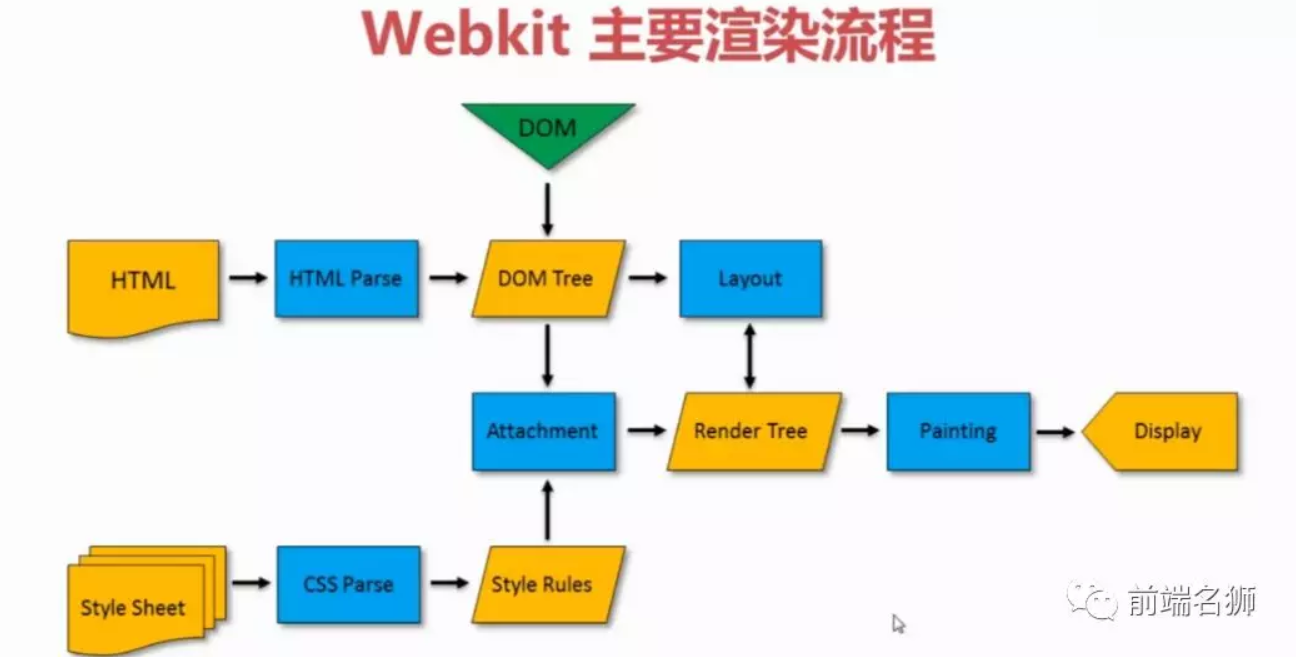 Webkit 主要渲染流程
DOM
HTML
HTML Parse
DOM Tree
Layout
Attachment
Render Tree
Painting
Display
Style Sheet
CSS Parse
Style Rules
前端名狮